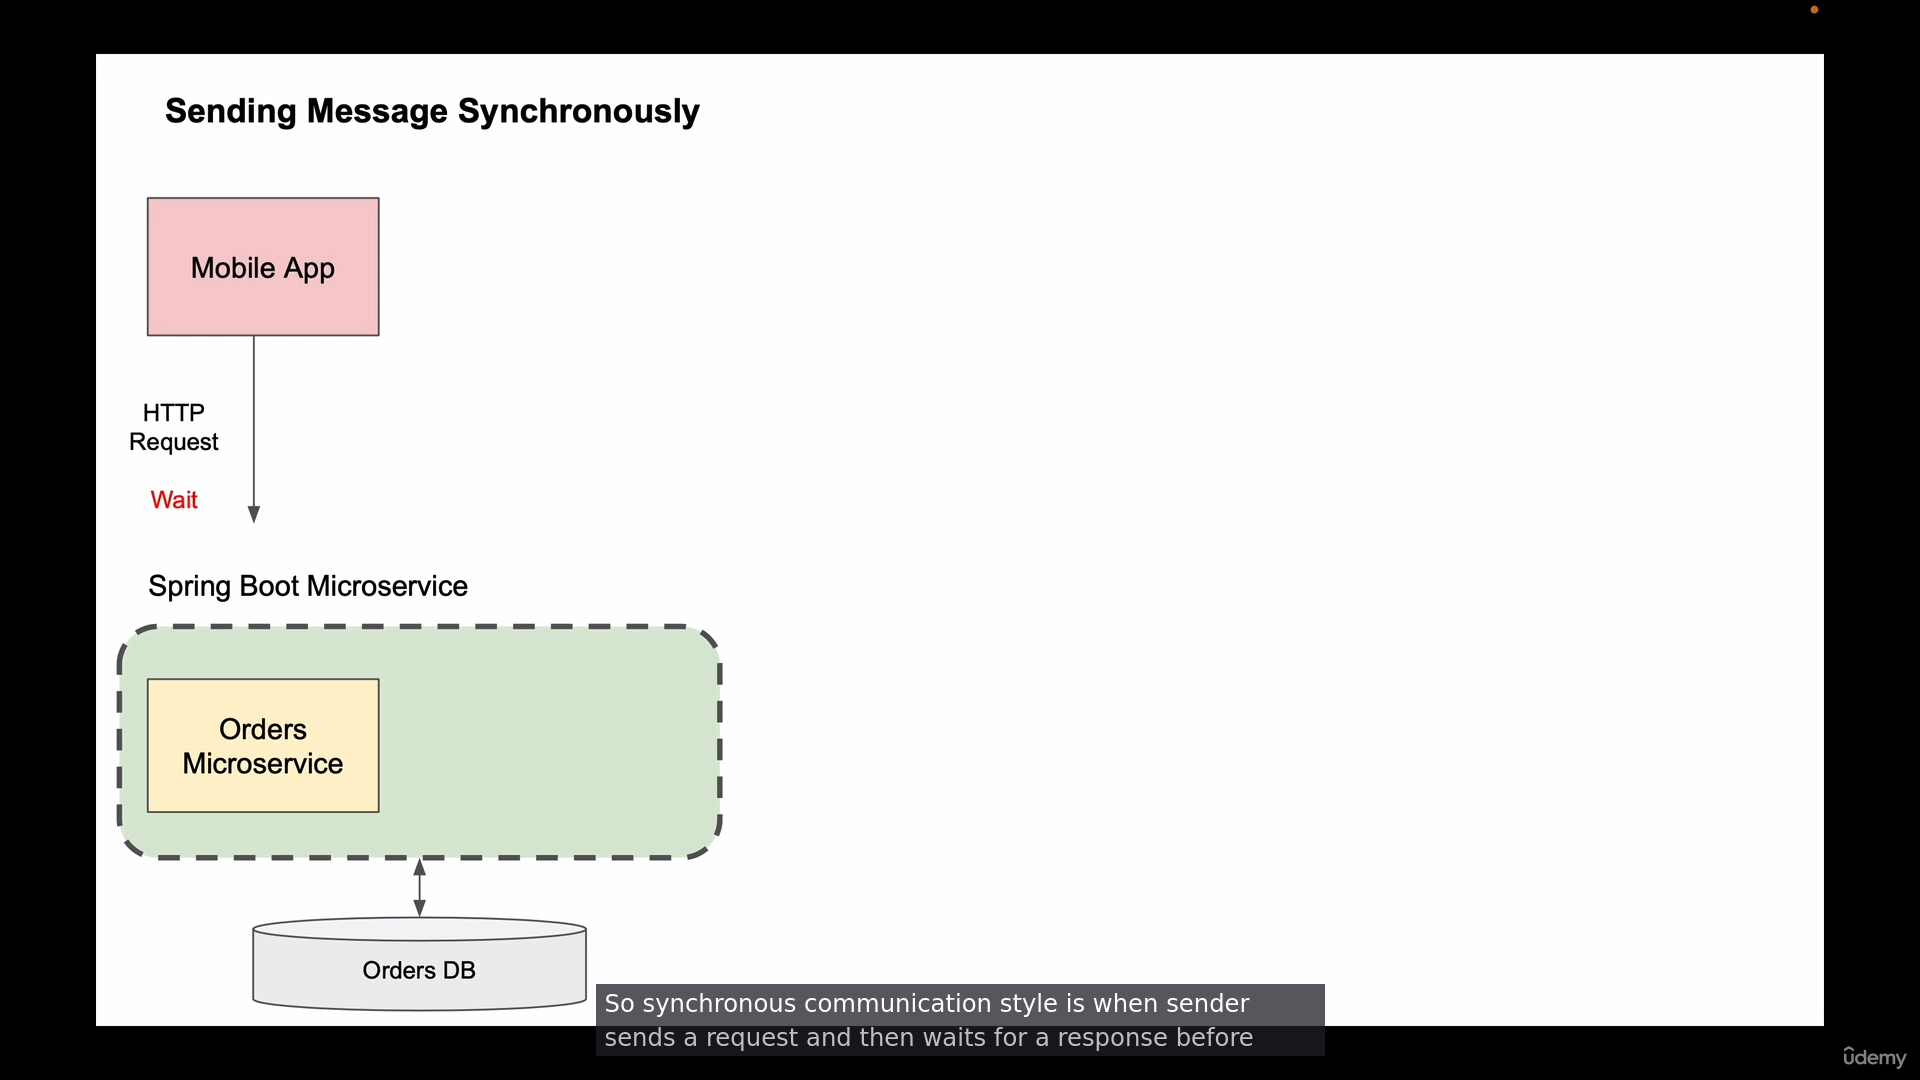 Sending Message Synchronously
Mobile App
HTTP
Request
Wait
Spring Boot Microservice
Orders
Microservice
Orders DB
So synchronous communication style is when sender
sends a request and then waits for a response before
ûdemy